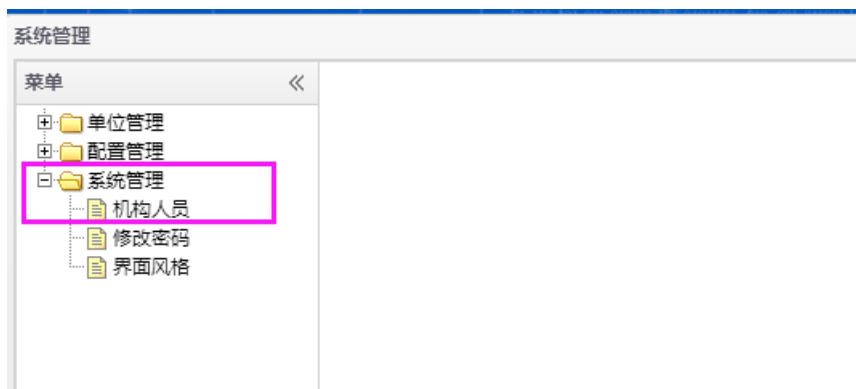 系统管理
菜单
单位管理
配置管理
系统管理
机构人员
修改密码
界面风格